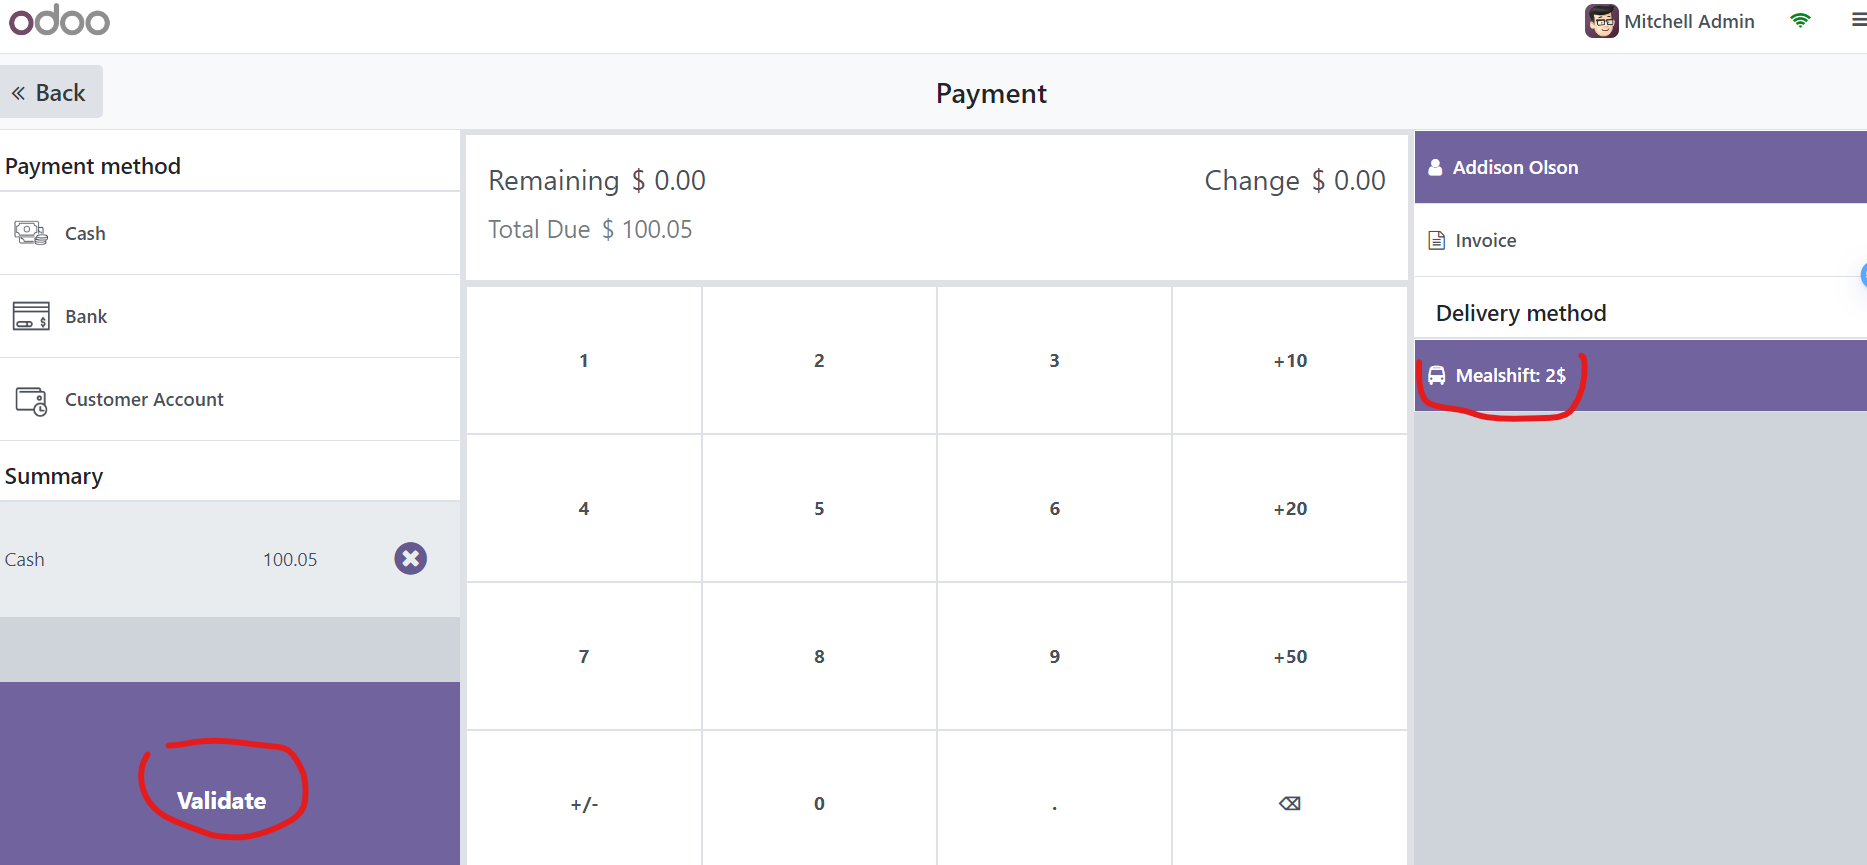 odoo
Mitchell Admin
« Back
Payment
Payment method
Cash
Bank
Customer Account
Summary
Cash 100.05
Validate
Remaining $ 0.00 Change $ 0.00
Total Due $ 100.05
1 2 3 +10
4 5 6 +20
7 8 9 +50
+/- 0 .
Addison Olson
Invoice
Delivery method
Mealshift: 2$